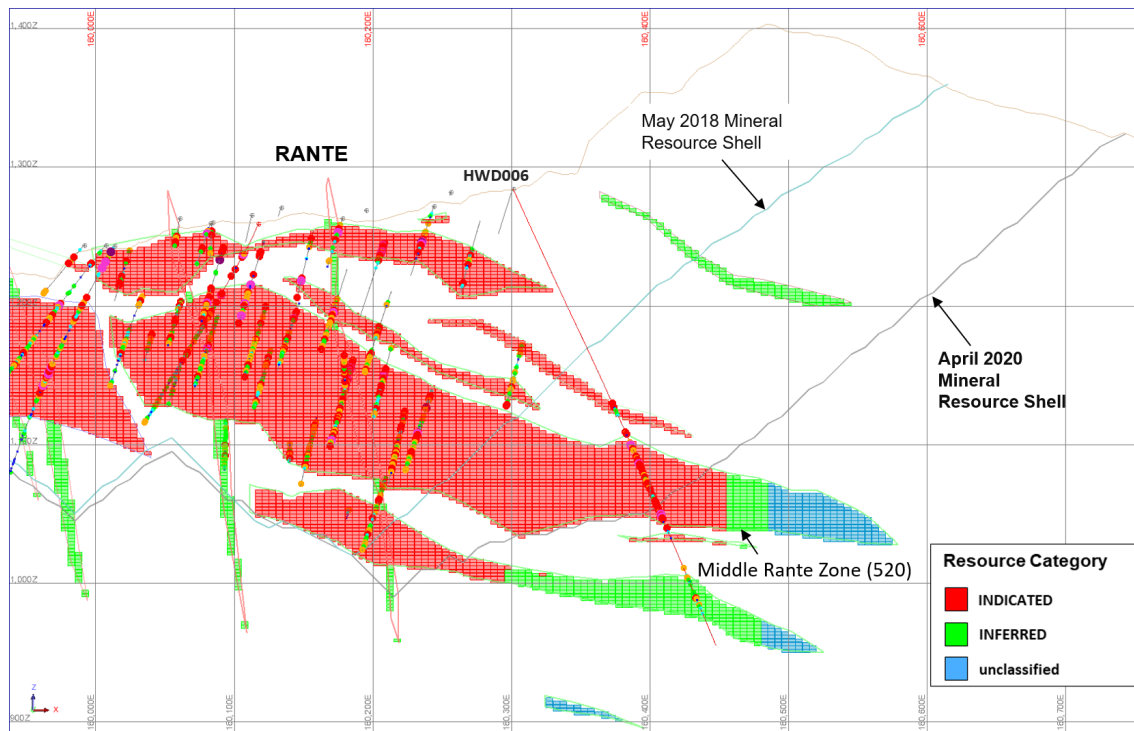 180,000E
180,200E
180,400E
180,600E
1,400Z
May 2018 Mineral
Resource Shell
RANTE
1,300Z
HWD006
April 2020
Mineral
Resource Shell
1,000Z
Middle Rante Zone (520)
Resource Category
INDICATED
INFERRED
unclassified
Z
X
900Z
180,000E
180,100E
180,200E
180,300E
180,400E
180,500E
180,600E
180,700E